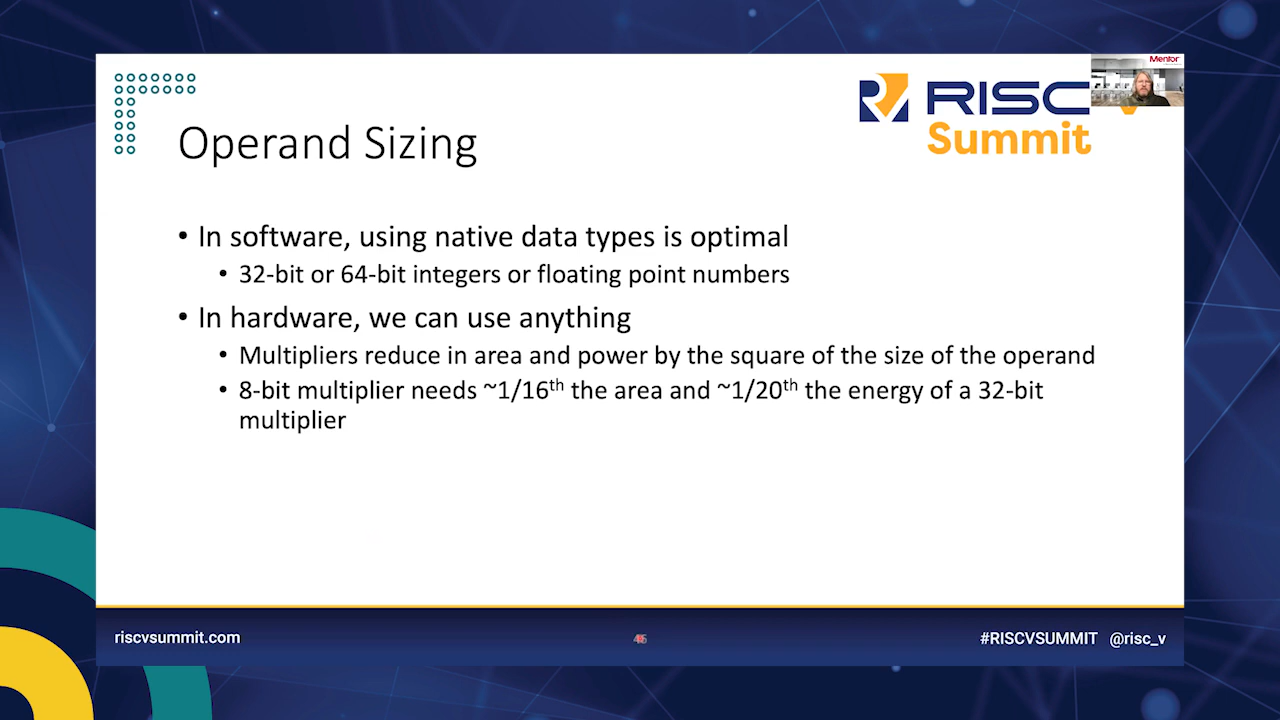 Mentor
RISC
Summit
Operand Sizing
• In software, using native data types is optimal
• 32-bit or 64-bit integers or floating point numbers
• In hardware, we can use anything
• Multipliers reduce in area and power by the square of the size of the operand
• 8-bit multiplier needs ~1/16th the area and ~1/20th the energy of a 32-bit
multiplier
riscvsummit.com
#RISCVSUMMIT @risc_v